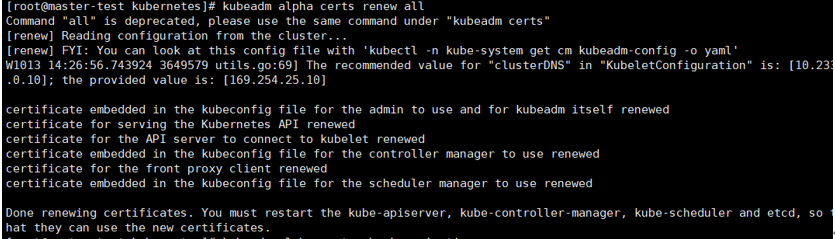 [root@master-test kubernetes]# kubeadm alpha certs renew all
Command "all" is deprecated, please use the same command under "kubeadm certs"
[renew] Reading configuration from the cluster...
[renew] FYI: You can look at this config file with 'kubectl -n kube-system get cm kubeadm-config -o yaml'
W1013 14:26:56.743924 3649579 utils.go:69] The recommended value for "clusterDNS" in "KubeletConfiguration" is: [10.233
.0.10]; the provided value is: [169.254.25.10]
certificate embedded in the kubeconfig file for the admin to use and for kubeadm itself renewed
certificate for serving the Kubernetes API renewed
certificate for the API server to connect to kubelet renewed
certificate embedded in the kubeconfig file for the controller manager to use renewed
certificate for the front proxy client renewed
certificate embedded in the kubeconfig file for the scheduler manager to use renewed
Done renewing certificates. You must restart the kube-apiserver, kube-controller-manager, kube-scheduler and etcd, so t
hat they can use the new certificates.